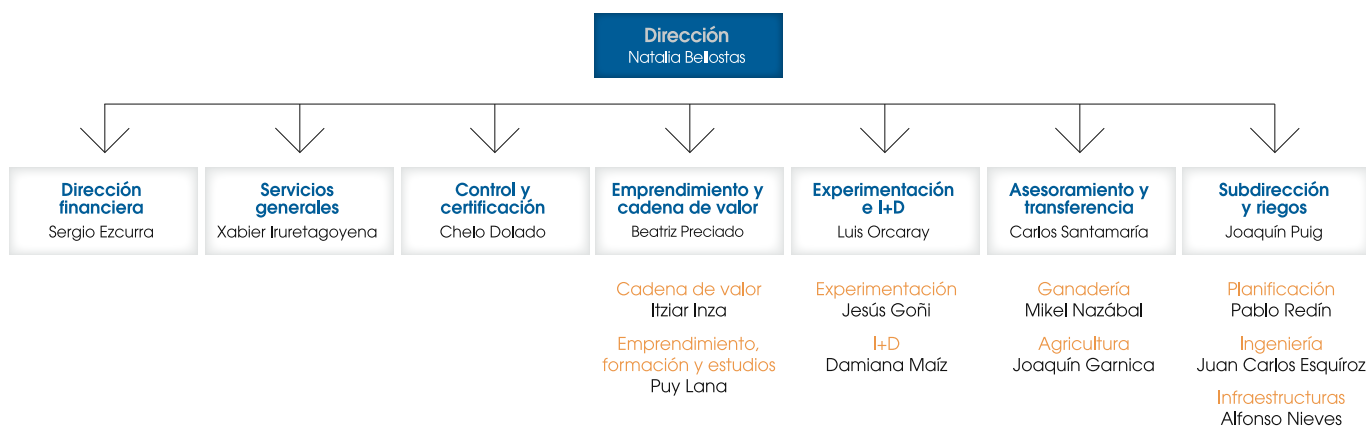 Dirección
Natalia Bellostas
Dirección
financiera
Sergio Ezcurra
Servicios
generales
Xabier Iruretagoyena
Control y
certificación
Chelo Dolado
Emprendimiento y
cadena de valor
Beatriz Preciado
Experimentación
e I+D
Luis Orcaray
Asesoramiento y
transferencia
Carlos Santamaría
Subdirección
y riegos
Joaquín Puig
Cadena de valor
Itziar Inza
Emprendimiento,
formación y estudios
Puy Lana
Experimentación
Jesús Goñi
I+D
Damiana Maíz
Ganadería
Mikel Nazábal
Agricultura
Joaquín Garnica
Planificación
Pablo Redín
Ingeniería
Juan Carlos Esquíroz
Infraestructuras
Alfonso Nieves